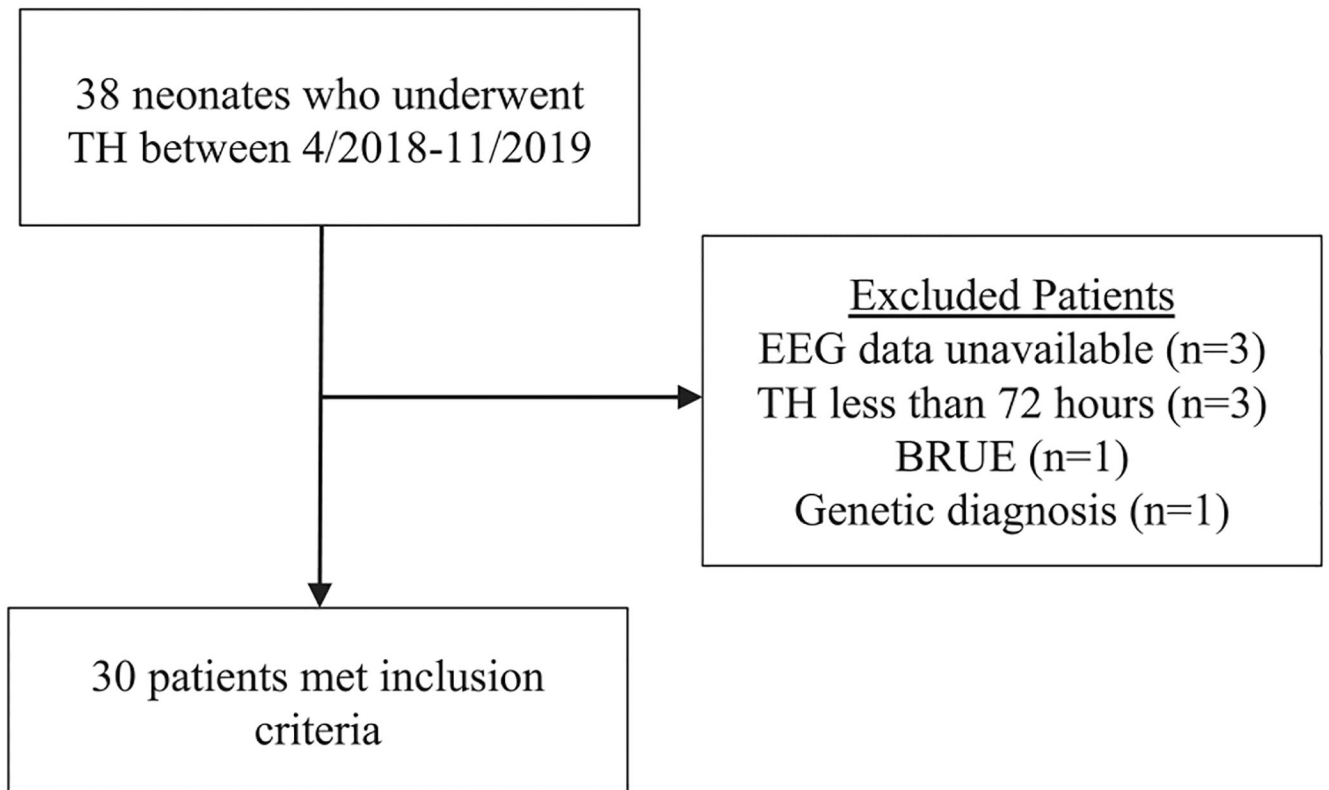 38 neonates who underwent
TH between 4/2018-11/2019
Excluded Patients
EEG data unavailable (n=3)
TH less than 72 hours (n=3)
BRUE (n=1)
Genetic diagnosis (n=1)
30 patients met inclusion
criteria